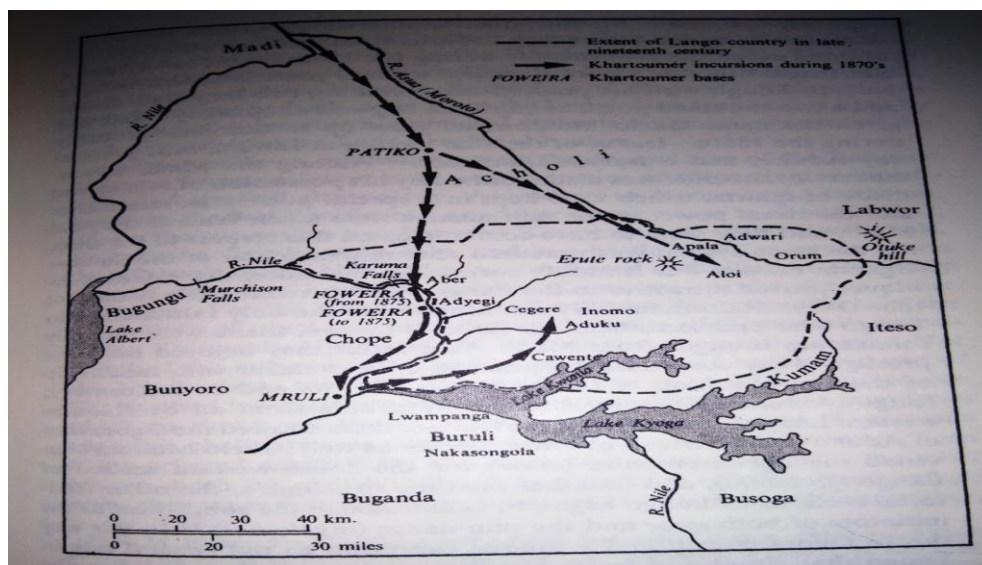 Madi
Extent of Lango country in late
nineteenth century
Khartoumer incursions during 1870's
FOWEIRA Khartoumer bases
R. Nile
R. Asua (Moroto)
PATIKO
Acholi
Labwor
Adwari
Otuke
hill
Apala
Orum
Erute rock
Aloi
R. Nile
Karuma
Falls
Aber
Murchison
Falls
Bugungu
FOWEIRA
(from 1875)
Adyegi
FOWEIRA
(to 1875)
Cegere
Inomo
Aduku
Iteso
Lake
Albert
Chope
Cawente
Kumam
Bunyoro
MRULI
Lake Kwania
Lwampanga
Lake Kyoga
Buruli
Nakasongola
R. Nile
Buganda
Busoga
0 20 40 km.
0 20 30 miles